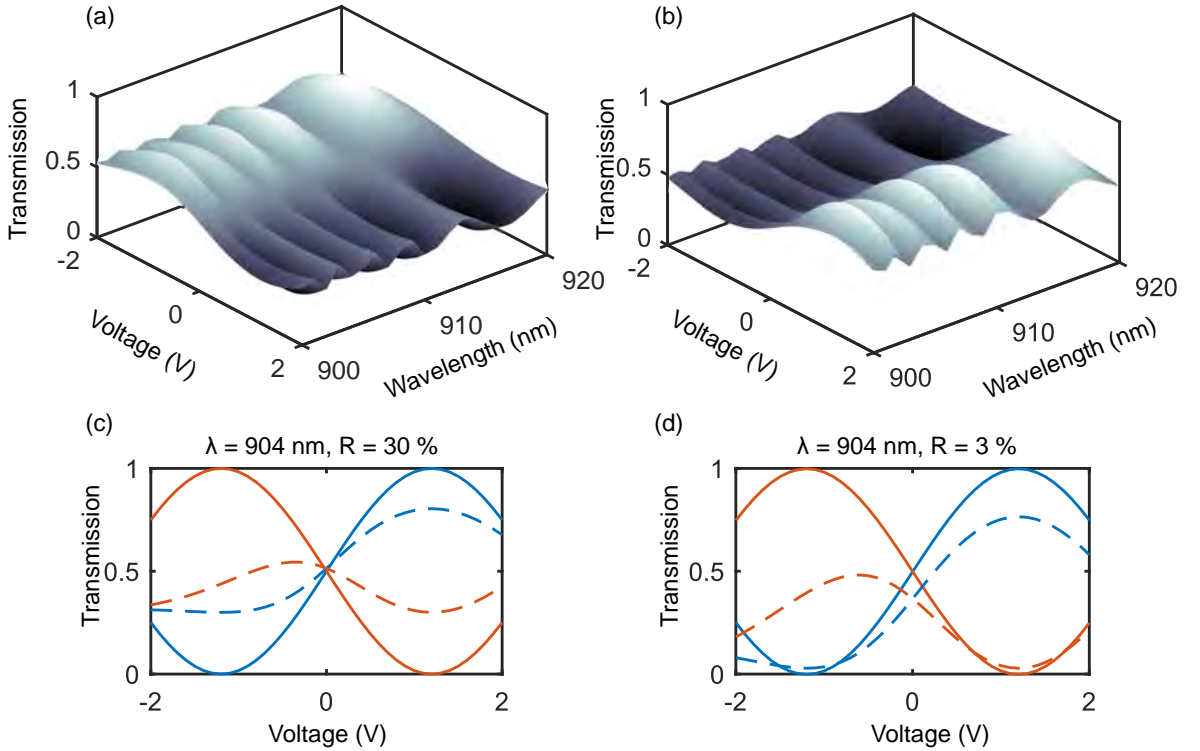 (a)
Transmission
1
0.5
0
-2
0
2
Voltage (V)
900
910
920
Wavelength (nm)
(b)
Transmission
1
0.5
0
-2
0
2
Voltage (V)
900
910
920
Wavelength (nm)
(c)
λ = 904 nm, R = 30 %
Transmission
1
0.5
0
-2
0
2
Voltage (V)
(d)
λ = 904 nm, R = 3 %
Transmission
1
0.5
0
-2
0
2
Voltage (V)